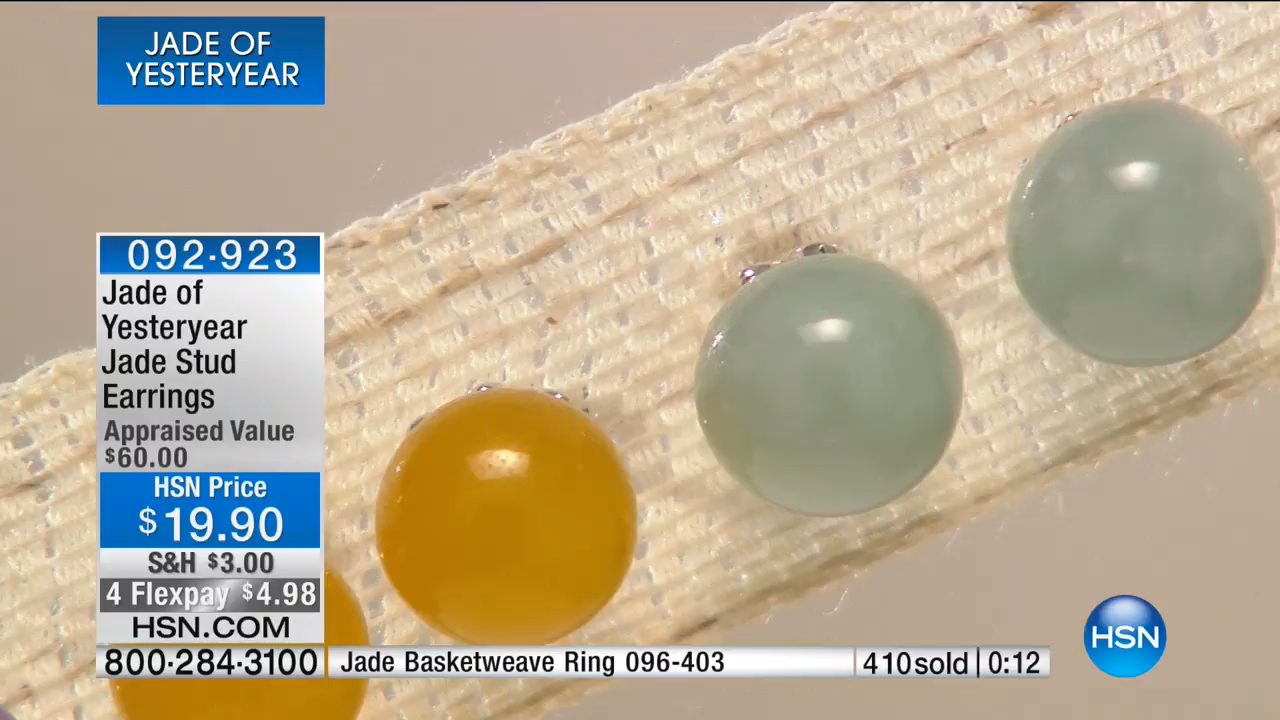 JADE OF
YESTERYEAR
092·923
Jade of
Yesteryear
Jade Stud
Earrings
Appraised Value
$60.00
HSN Price
$19.90
S&H $3.00
4 Flexpay $4.98
HSN.COM
800·284·3100 Jade Basketweave Ring 096-403 410sold 0:12
HSN